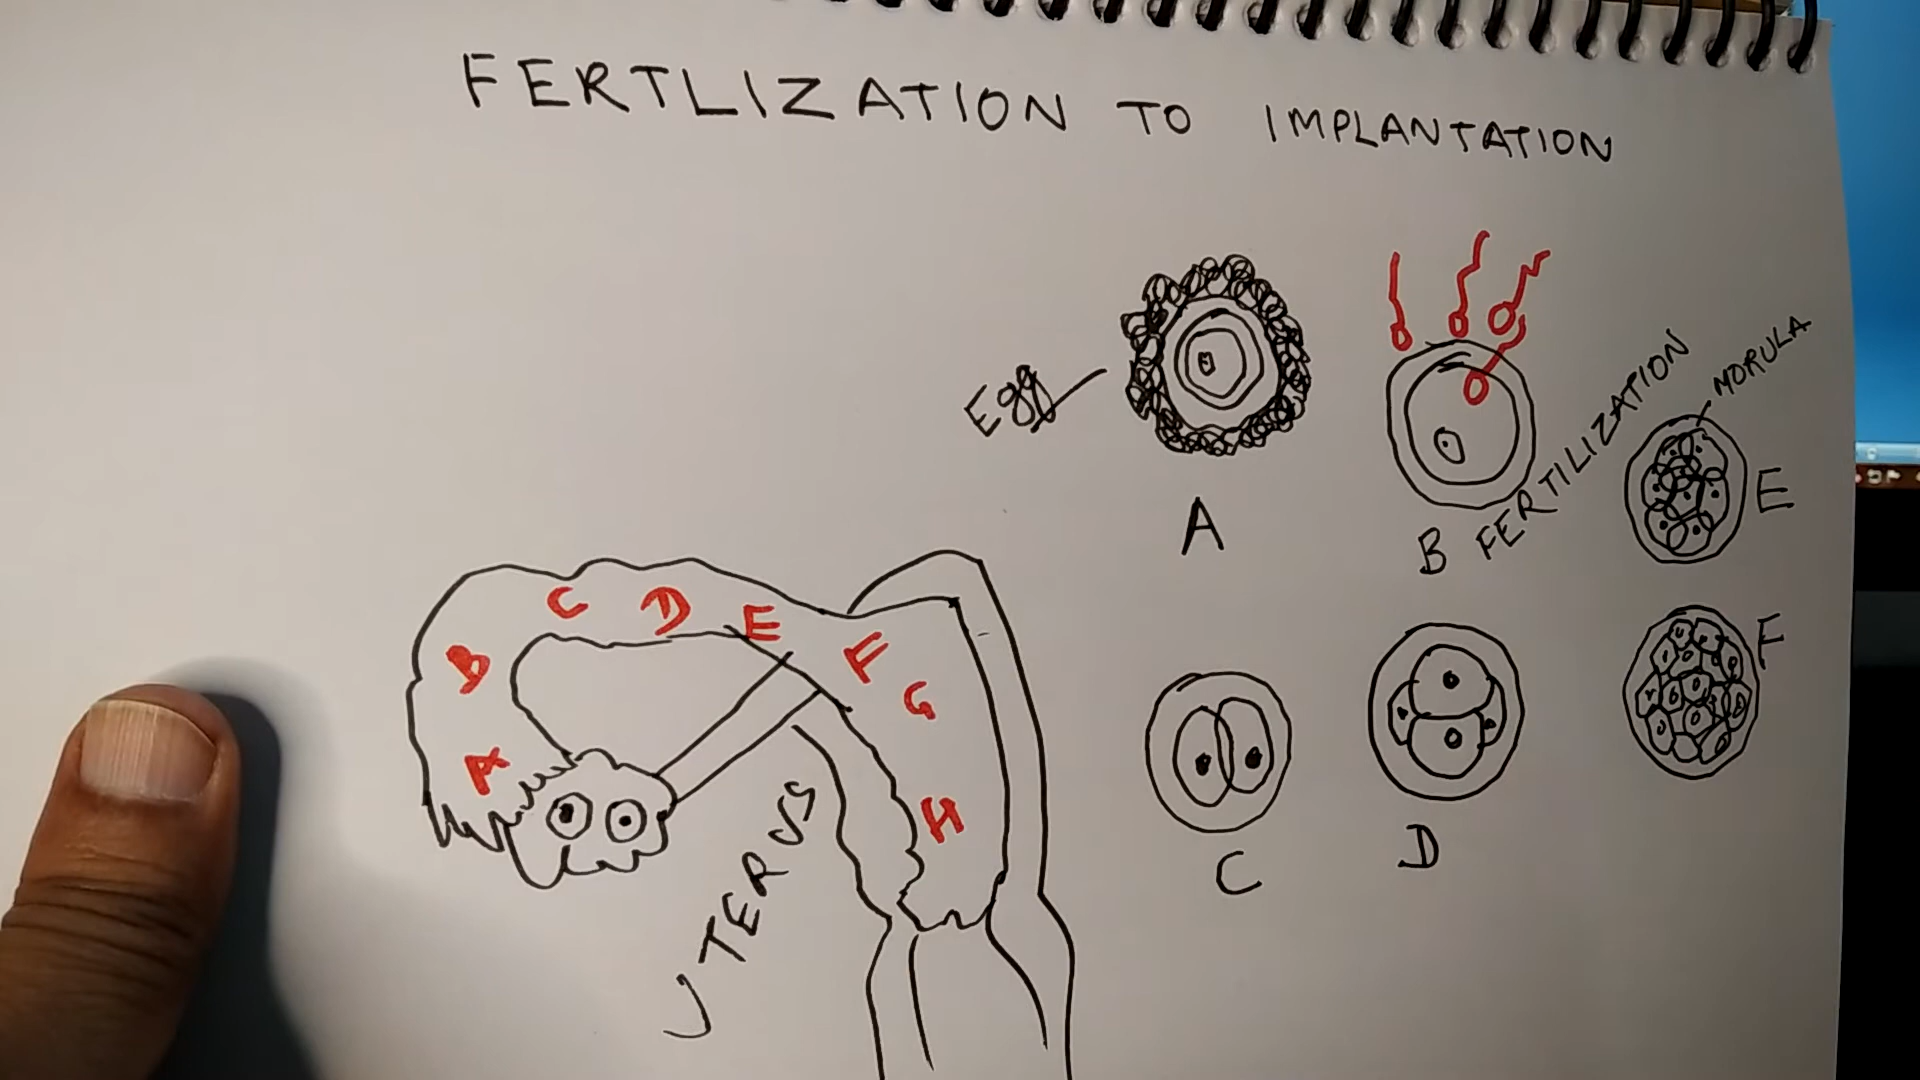 FERTLIZATION TO IMPLANTATION
Egg
A
B
FERTILIZATION
MORULA
E
F
C
D
A
B
C
D
E
F
G
H
UTERUS